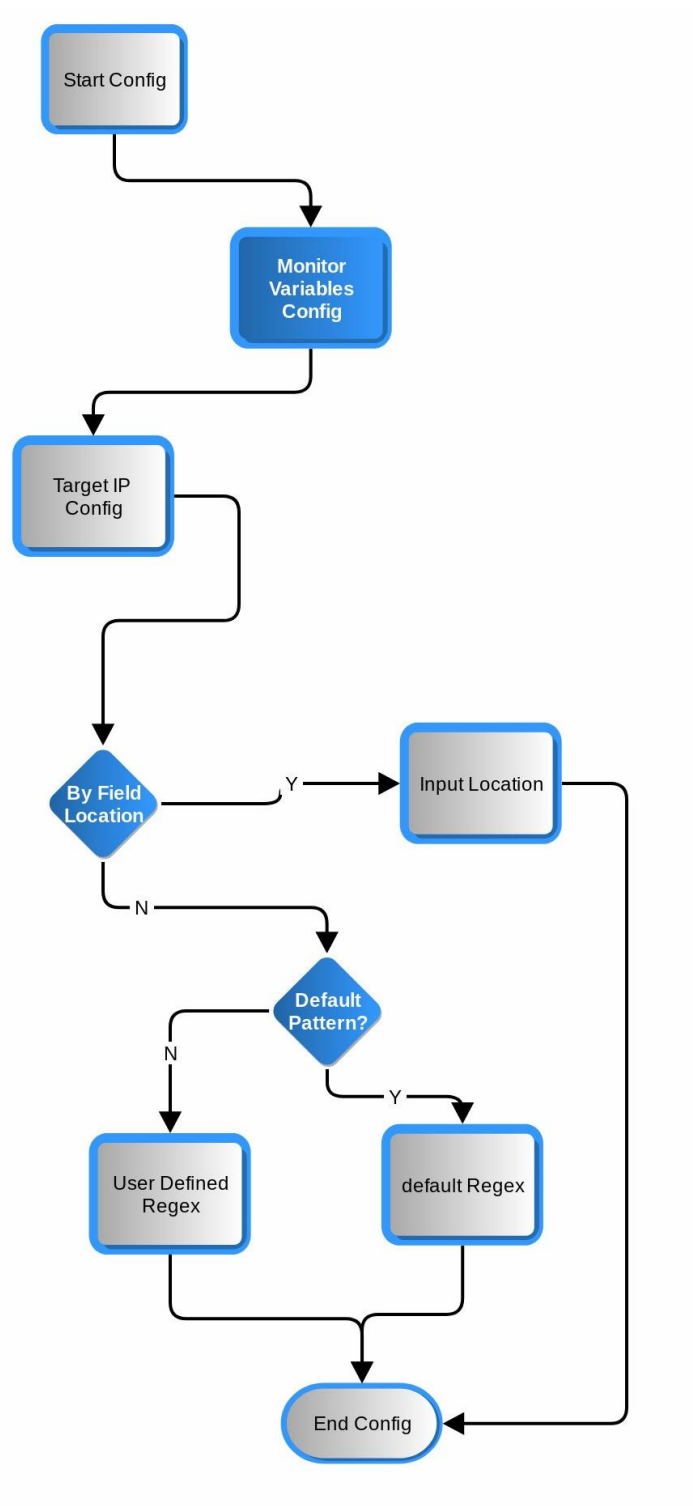 Start Config
Monitor
Variables
Config
Target IP
Config
By Field
Location
Y
Input Location
N
Default
Pattern?
N
Y
User Defined
Regex
default Regex
End Config